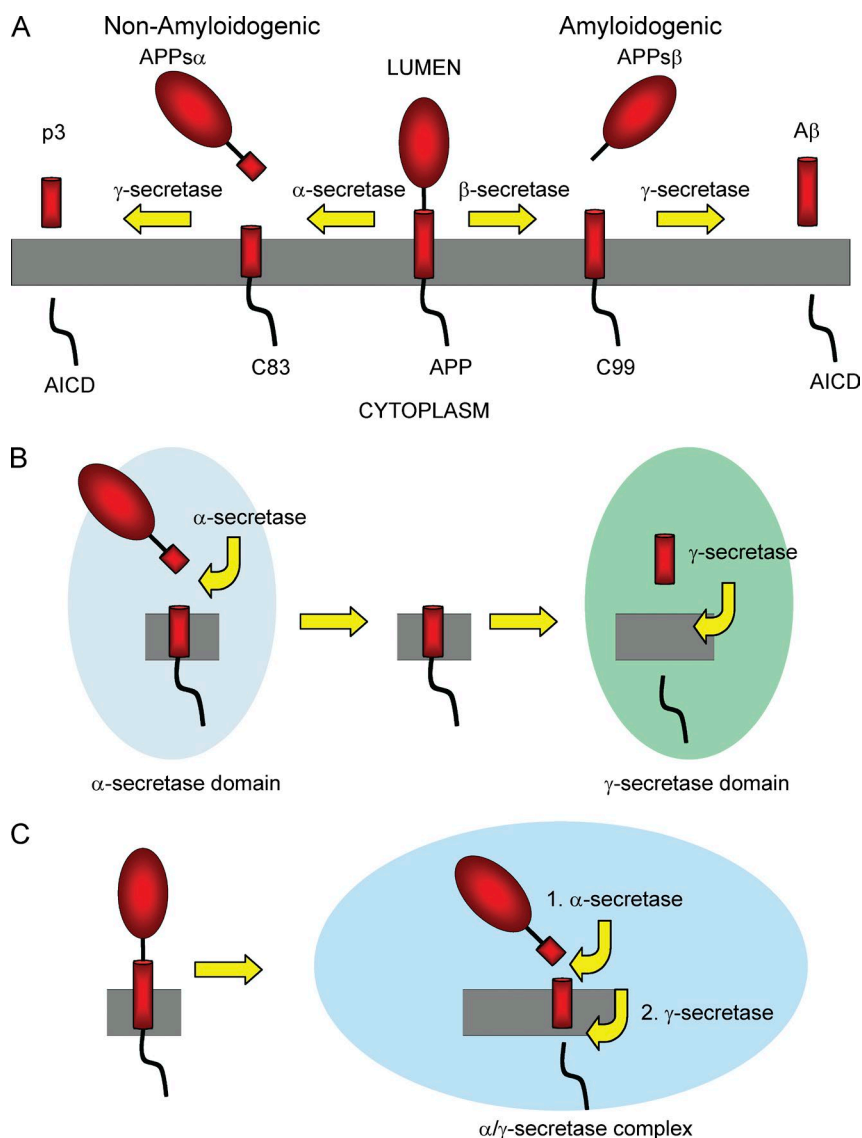 A
Non-Amyloidogenic
Amyloidogenic
APPsα
LUMEN
APPsβ
p3
Aβ
γ-secretase
α-secretase
β-secretase
γ-secretase
AICD
C83
APP
C99
AICD
CYTOPLASM
B
α-secretase
γ-secretase
α-secretase domain
γ-secretase domain
C
1. α-secretase
2. γ-secretase
α/γ-secretase complex